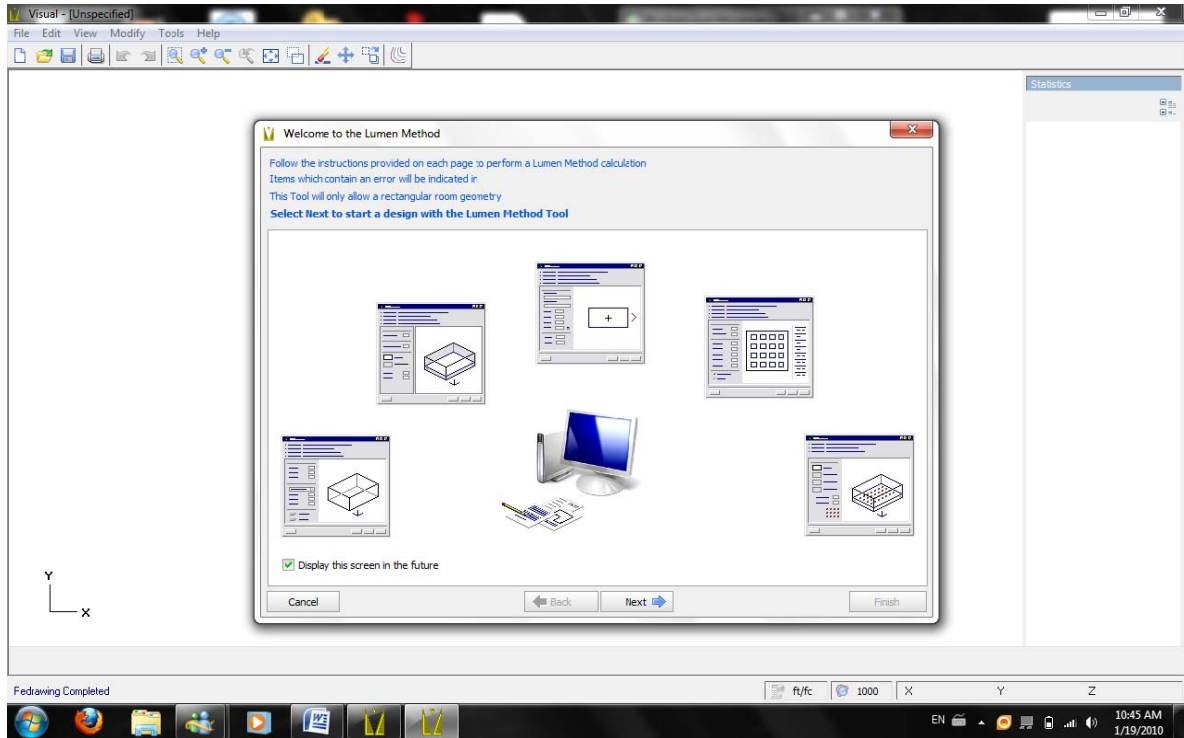 Visual - [Unspecified]
File Edit View Modify Tools Help
Statistics
Welcome to the Lumen Method
Follow the instructions provided on each page to perform a Lumen Method calculation
Items which contain an error will be indicated in
This Tool will only allow a rectangular room geometry
Select Next to start a design with the Lumen Method Tool
Display this screen in the future
Cancel Back Next Finish
Y
X
Redrawing Completed ft/fc 1000 X Y Z
EN 10:45 AM
1/19/2010